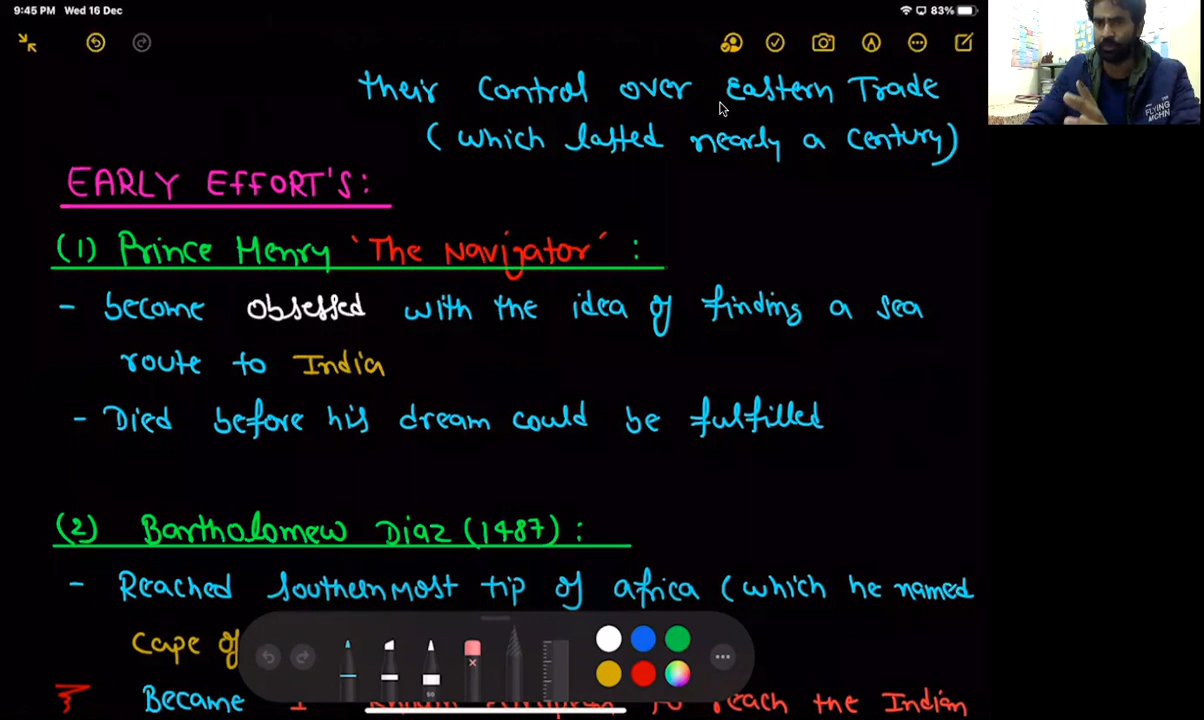 9:45 PM Wed 16 Dec
83%
their Control over Eastern Trade
(which lasted nearly a century)
EARLY EFFORT'S:
(1) Prince Henry 'The Navigator' :
- become obsessed with the idea of finding a sea
route to India
- Died before his dream could be fulfilled
(2) Bartholomew Diaz (1487) :
- Reached southernmost tip of africa (which he named
cape of
Became
reach the Indian
50
FLYING
MCHN